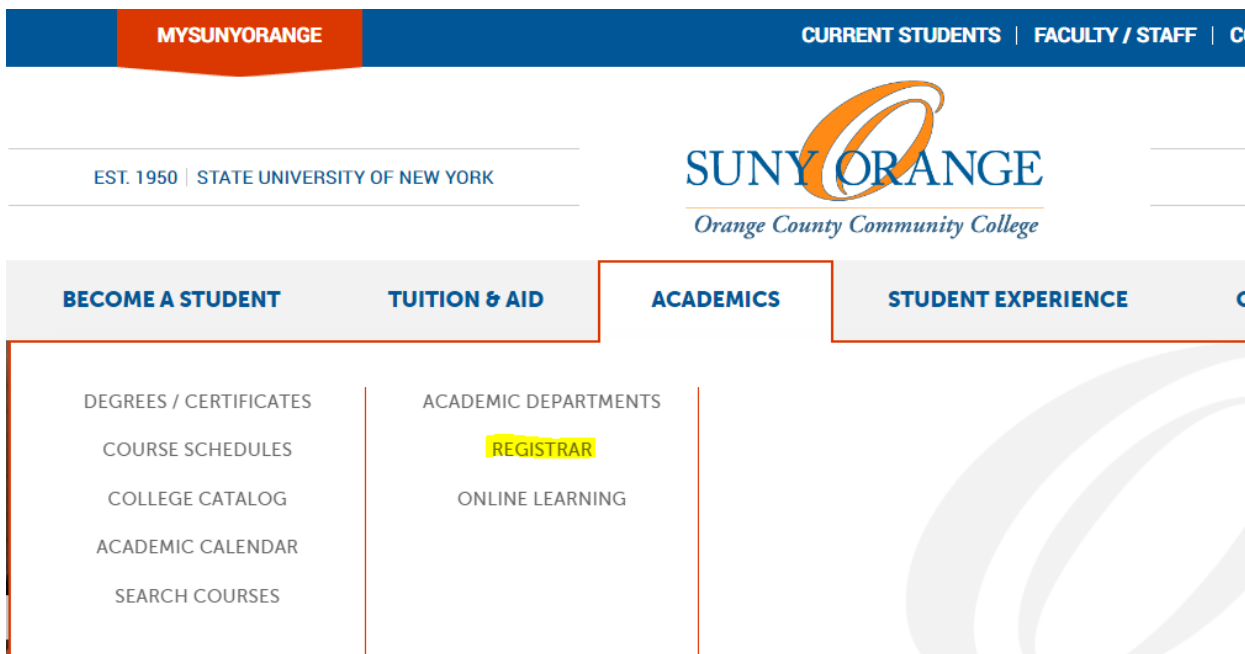 MYSUNYORANGE
CURRENT STUDENTS | FACULTY / STAFF |
EST. 1950 | STATE UNIVERSITY OF NEW YORK
SUNY ORANGE
Orange County Community College
BECOME A STUDENT
TUITION & AID
ACADEMICS
STUDENT EXPERIENCE
DEGREES / CERTIFICATES
COURSE SCHEDULES
COLLEGE CATALOG
ACADEMIC CALENDAR
SEARCH COURSES
ACADEMIC DEPARTMENTS
REGISTRAR
ONLINE LEARNING